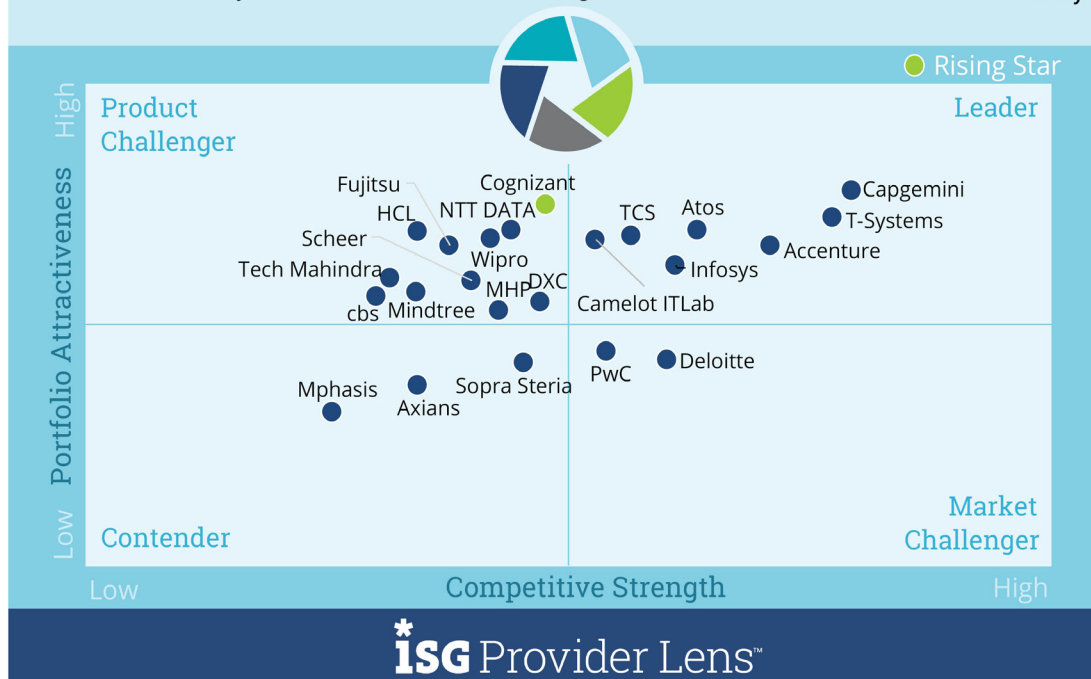 Rising Star
High
Product
Challenger
Leader
Fujitsu
Cognizant
Capgemini
HCL
NTT DATA
TCS
Atos
T-Systems
Scheer
Wipro
Accenture
Tech Mahindra
Infosys
MHP
DXC
cbs
Mindtree
Camelot ITLab
Portfolio Attractiveness
PwC
Deloitte
Mphasis
Sopra Steria
Axians
Low
Contender
Market
Challenger
Low
Competitive Strength
High
*ISG Provider Lens™